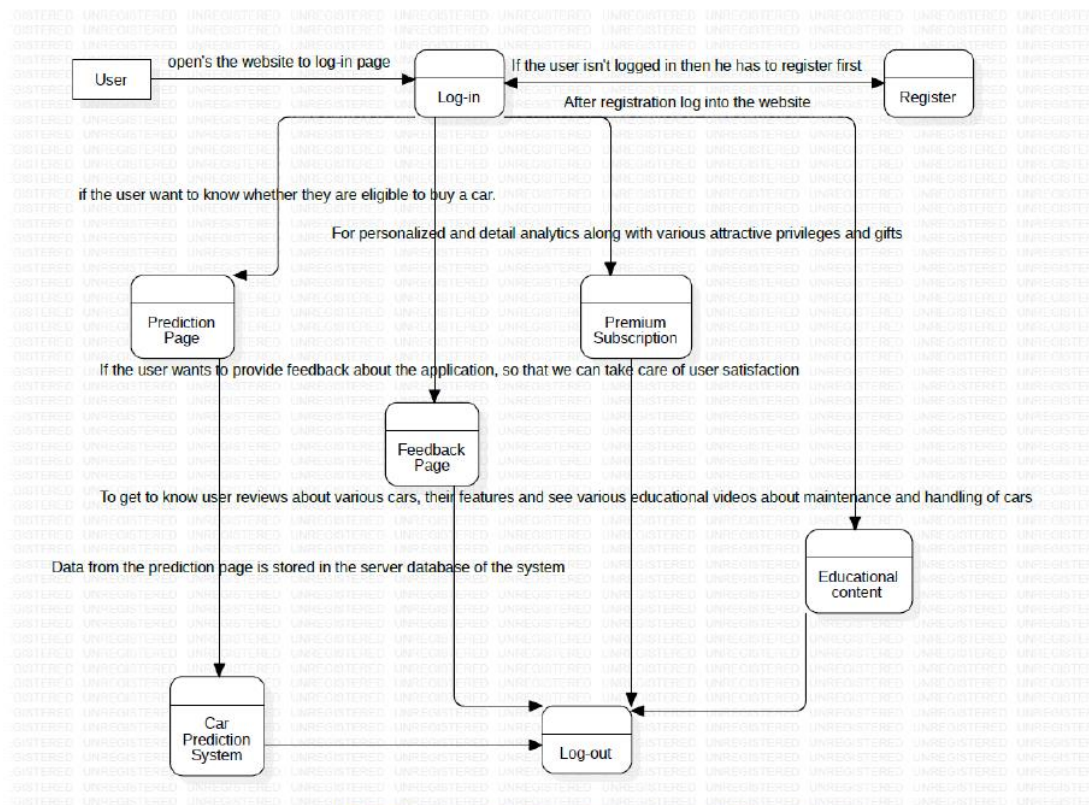 open's the website to log-in page
User
If the user isn't logged in then he has to register first
Log-in
Register
After registration log into the website
if the user want to know whether they are eligible to buy a car.
For personalized and detail analytics along with various attractive privileges and gifts
Prediction
Page
Premium
Subscription
If the user wants to provide feedback about the application, so that we can take care of user satisfaction
Feedback
Page
To get to know user reviews about various cars, their features and see various educational videos about maintenance and handling of cars
Data from the prediction page is stored in the server database of the system
Educational
content
Car
Prediction
System
Log-out
UNREGISTERED